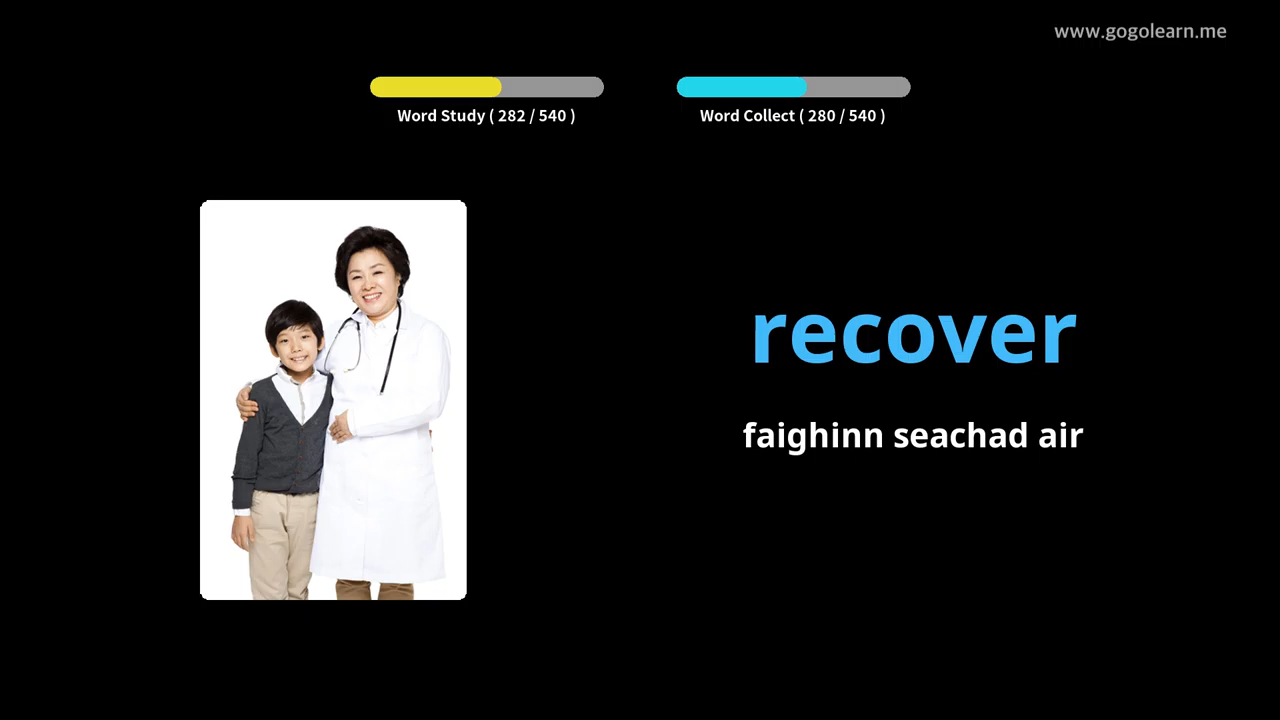 www.gogolearn.me
Word Study ( 282 / 540 )
Word Collect ( 280 / 540 )
recover
faighinn seachad air